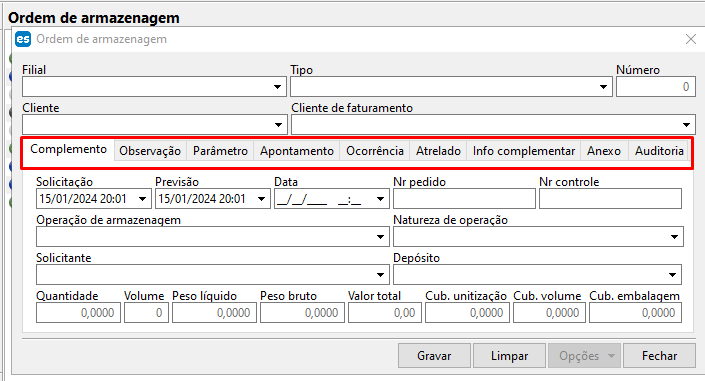 Ordem de armazenagem
es Ordem de armazenagem
Filial Tipo Número
0
Cliente Cliente de faturamento
Complemento Observação Parâmetro Apontamento Ocorrência Atrelado Info complementar Anexo Auditoria
Solicitação Previsão Data Nr pedido Nr controle
15/01/2024 20:01 15/01/2024 20:01 __/__/____ __:__
Operação de armazenagem Natureza de operação
Solicitante Depósito
Quantidade Volume Peso líquido Peso bruto Valor total Cub. unitização Cub. volume Cub. embalagem
0,0000 0 0,0000 0,0000 0,00 0,0000 0,0000 0,0000
Gravar Limpar Opções Fechar